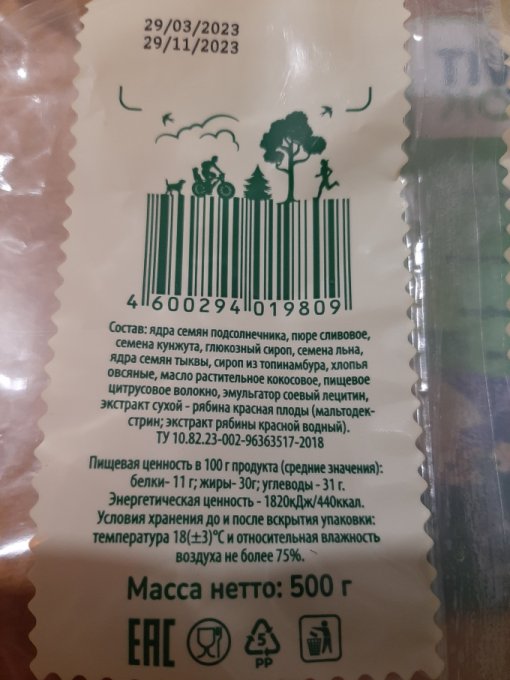 29/03/2023
29/11/2023
VIT
4 600294 019809
Состав: ядра семян подсолнечника, пюре сливовое,
семена кунжута, глюкозный сироп, семена льна,
ядра семян тыквы, сироп из топинамбура, хлопья
овсяные, масло растительное кокосовое, пищевое
цитрусовое волокно, эмульгатор соевый лецитин,
экстракт сухой - рябина красная плоды (мальтодек-
стрин; экстракт рябины красной водный).
ТУ 10.82.23-002-96363517-2018
Пищевая ценность в 100 г продукта (средние значения):
белки- 11 г; жиры- 30г; углеводы - 31 г.
Энергетическая ценность - 1820кДж/440ккал.
Условия хранения до и после вскрытия упаковки:
температура 18(±3)°С и относительная влажность
воздуха не более 75%.
Масса нетто: 500 г
EAC
5
PP